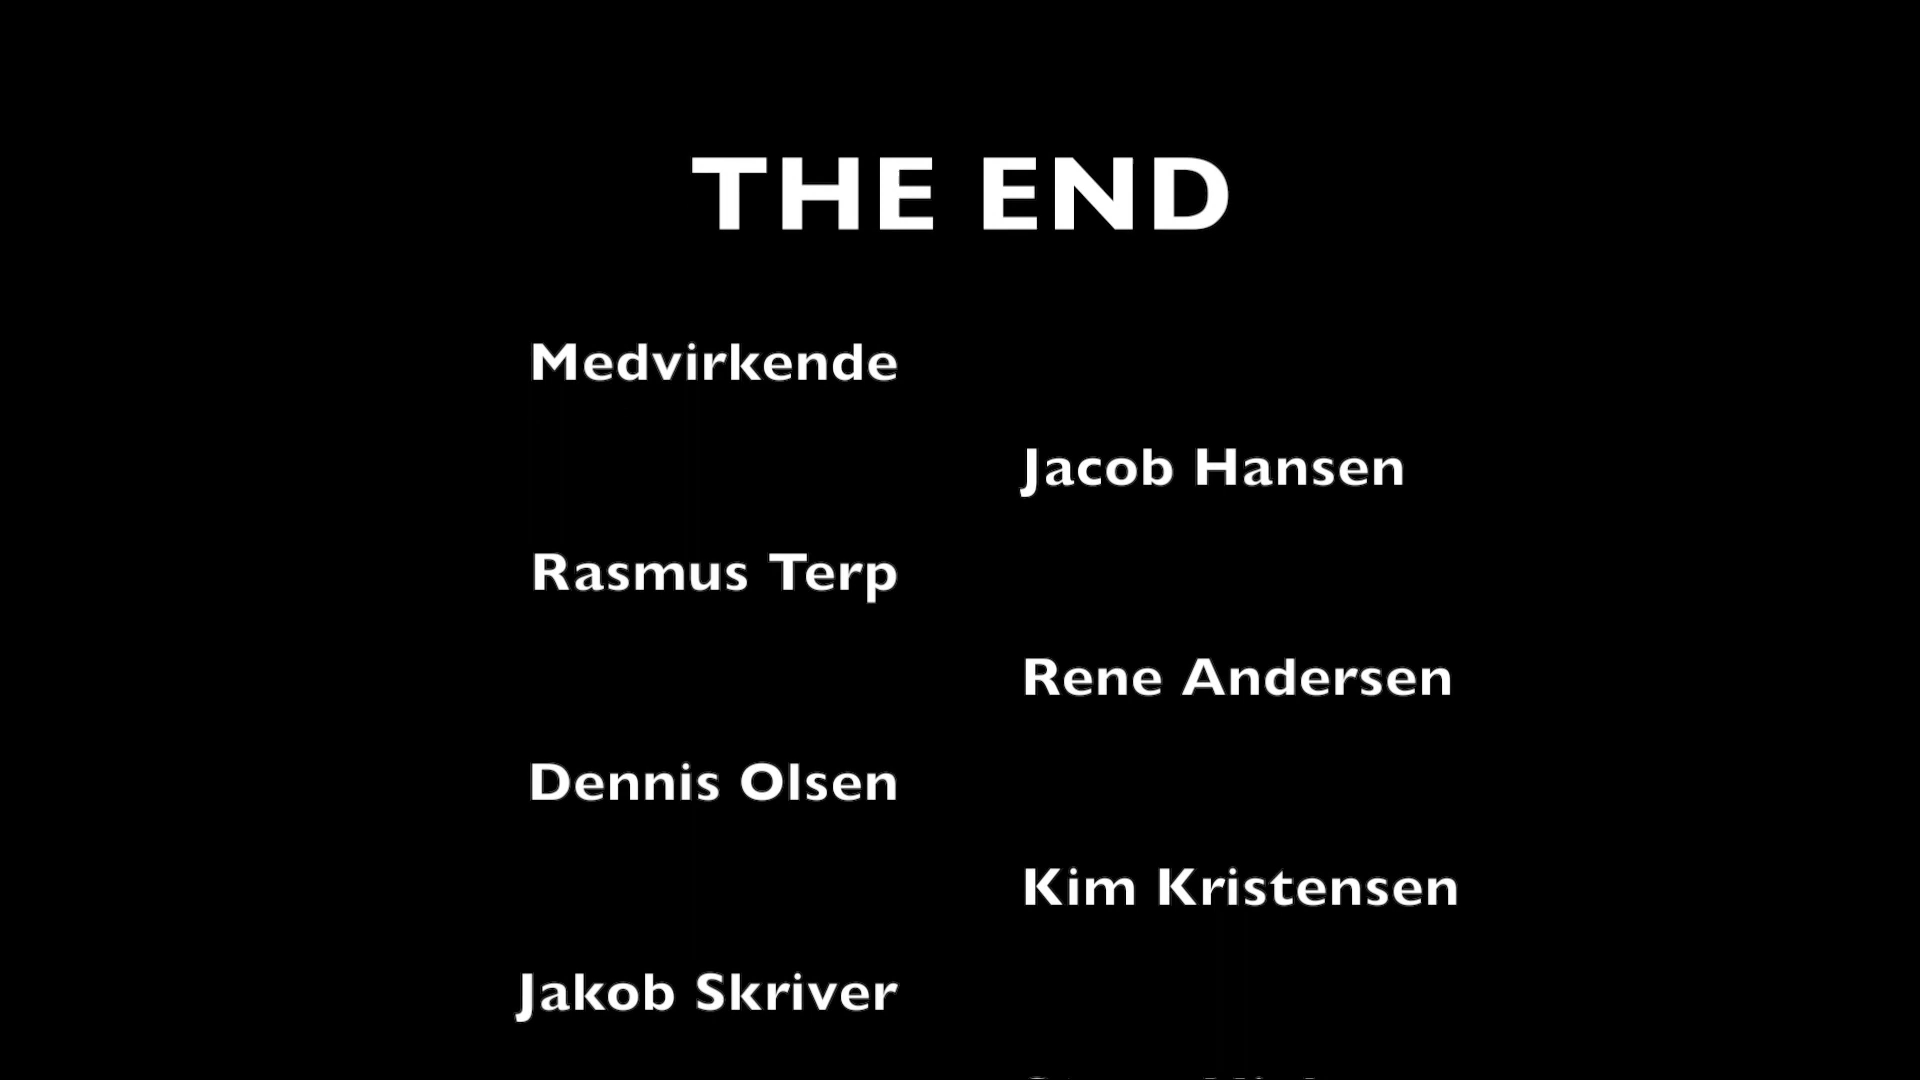 THE END
Medvirkende
Jacob Hansen
Rasmus Terp
Rene Andersen
Dennis Olsen
Kim Kristensen
Jakob Skriver